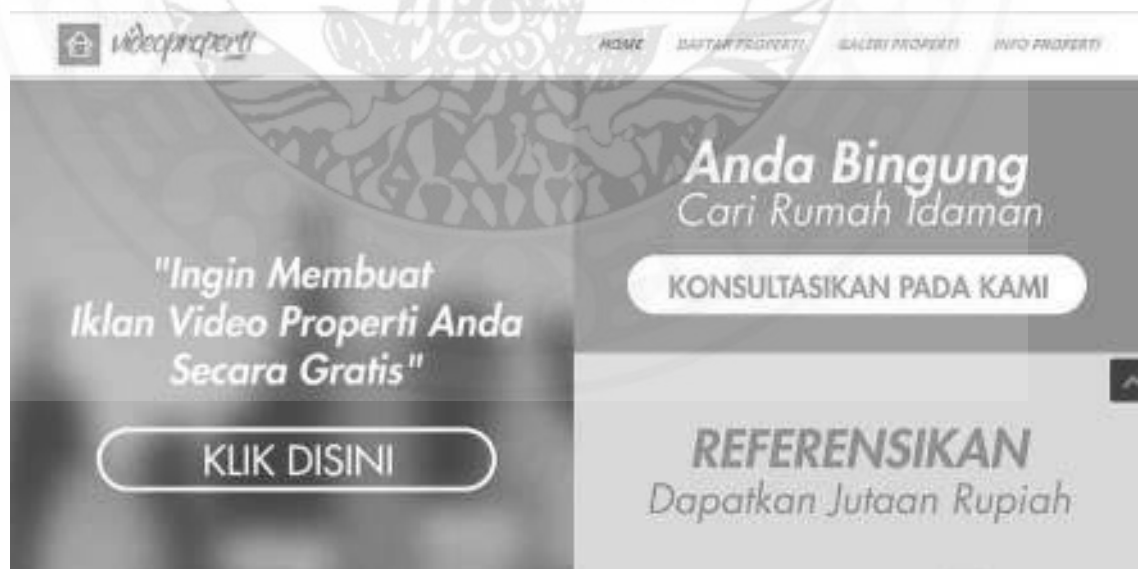 videoproperti
HOME DAFTAR PROPERTI GALERI PROPERTI INFO PROPERTI
"Ingin Membuat
Iklan Video Properti Anda
Secara Gratis"
KLIK DISINI
Anda Bingung
Cari Rumah Idaman
KONSULTASIKAN PADA KAMI
REFERENSIKAN
Dapatkan Jutaan Rupiah